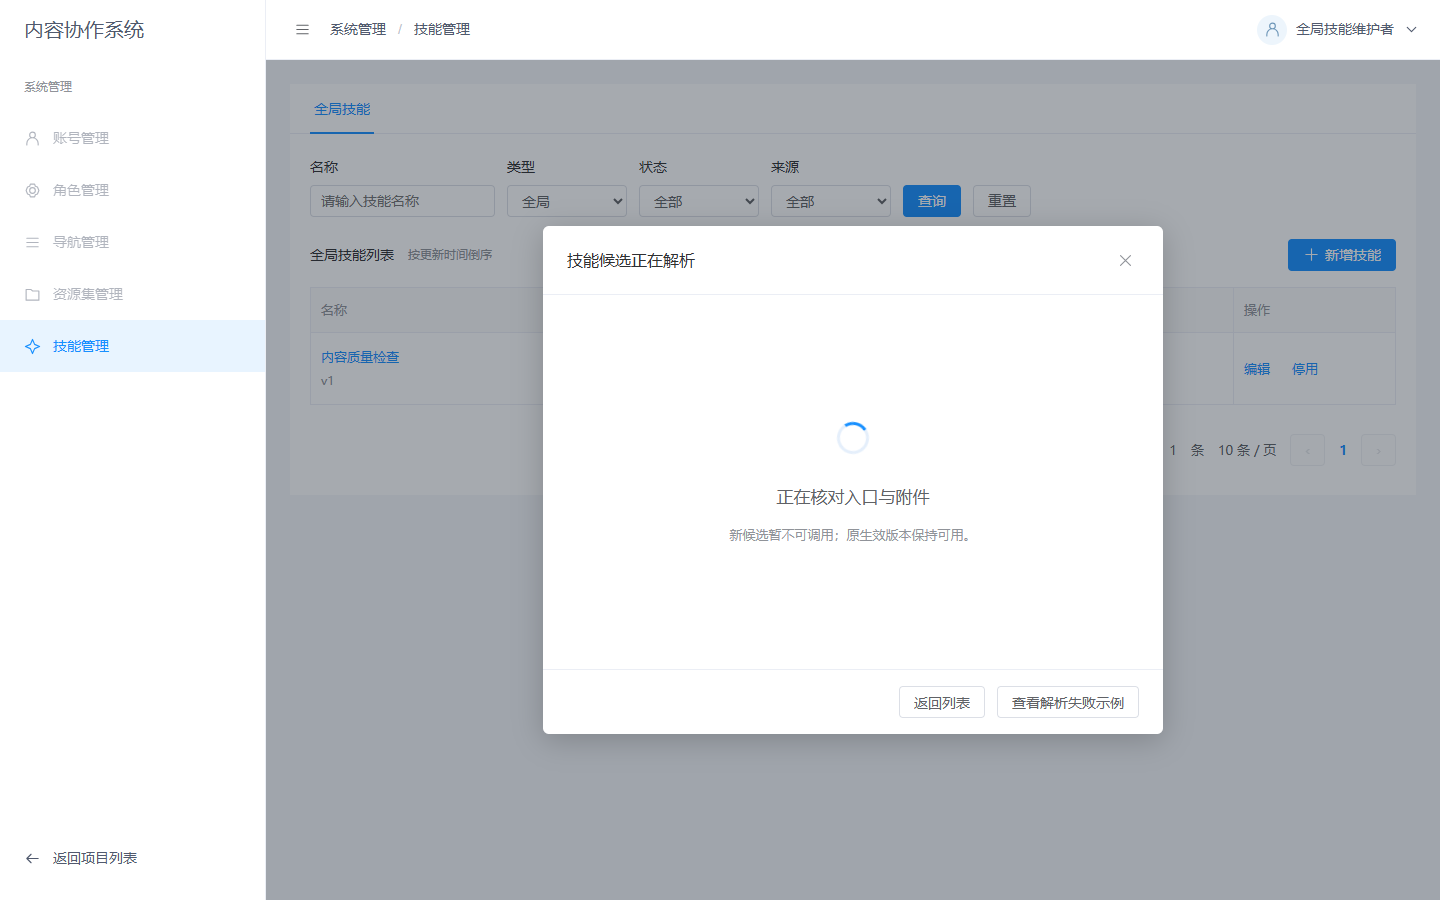 内容协作系统
系统管理 / 技能管理
全局技能维护者
系统管理
账号管理
角色管理
导航管理
资源集管理
技能管理
返回项目列表
全局技能
名称 类型 状态 来源
请输入技能名称 全局 全部 全部 查询 重置
全局技能列表 按更新时间倒序
新增技能
名称 操作
内容质量检查
v1
编辑 停用
1 条 10 条 / 页 ‹ 1 ›
技能候选正在解析
正在核对入口与附件
新候选暂不可调用；原生效版本保持可用。
返回列表 查看解析失败示例